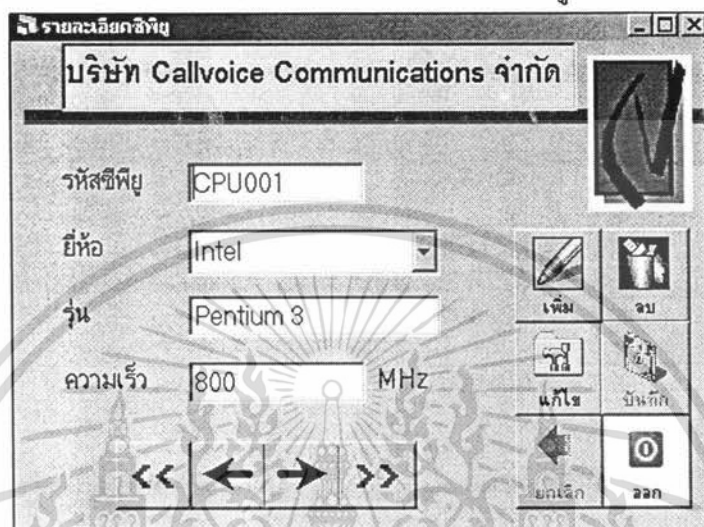 รายละเอียดซีพียู
บริษัท Callvoice Communications จำกัด
รหัสซีพียู CPU001
ยี่ห้อ Intel
รุ่น Pentium 3
ความเร็ว 800 MHz
เพิ่ม ลบ
แก้ไข บันทึก
ยกเลิก ออก